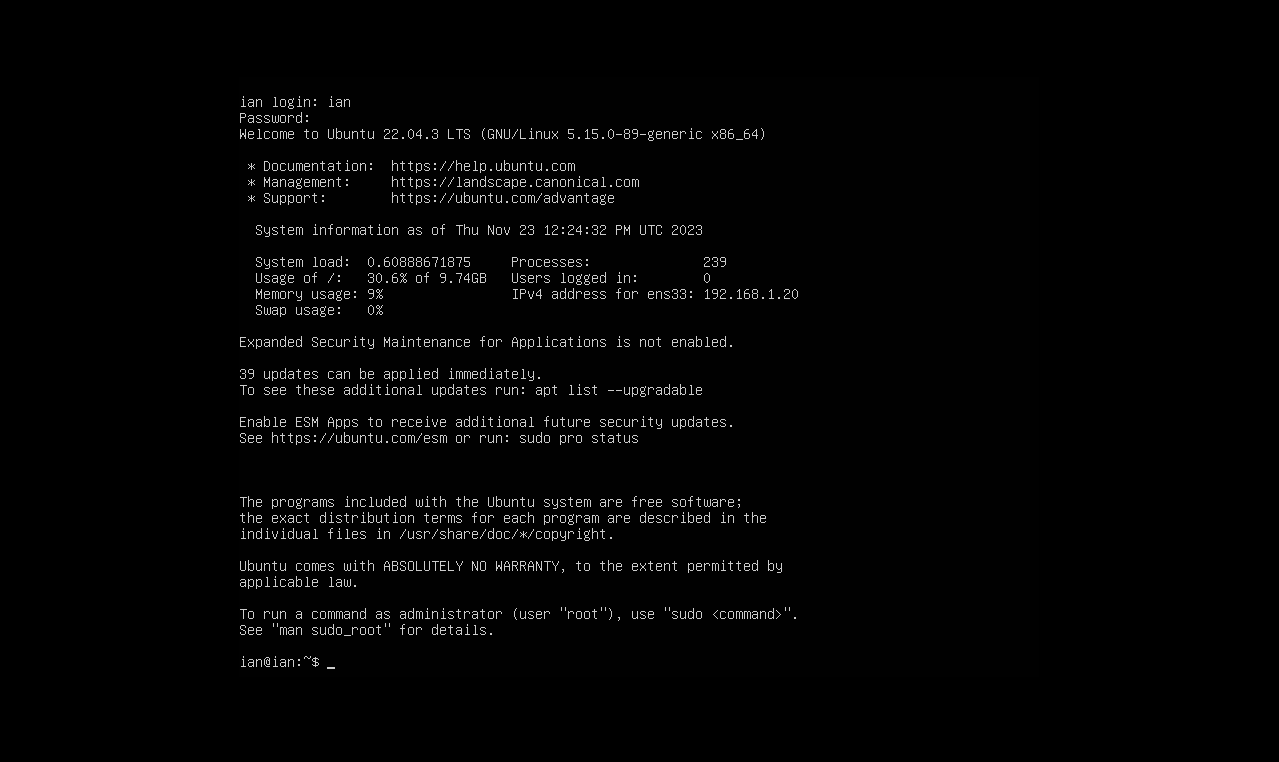 ian login: ian
Password:
Welcome to Ubuntu 22.04.3 LTS (GNU/Linux 5.15.0-89-generic x86_64)
* Documentation:  https://help.ubuntu.com
* Management:     https://landscape.canonical.com
* Support:        https://ubuntu.com/advantage
System information as of Thu Nov 23 12:24:32 PM UTC 2023
System load:  0.60888671875     Processes:              239
Usage of /:   30.6% of 9.74GB   Users logged in:        0
Memory usage: 9%                IPv4 address for ens33: 192.168.1.20
Swap usage:   0%
Expanded Security Maintenance for Applications is not enabled.
39 updates can be applied immediately.
To see these additional updates run: apt list --upgradable
Enable ESM Apps to receive additional future security updates.
See https://ubuntu.com/esm or run: sudo pro status
The programs included with the Ubuntu system are free software;
the exact distribution terms for each program are described in the
individual files in /usr/share/doc/*/copyright.
Ubuntu comes with ABSOLUTELY NO WARRANTY, to the extent permitted by
applicable law.
To run a command as administrator (user "root"), use "sudo <command>".
See "man sudo_root" for details.
ian@ian:~$ _